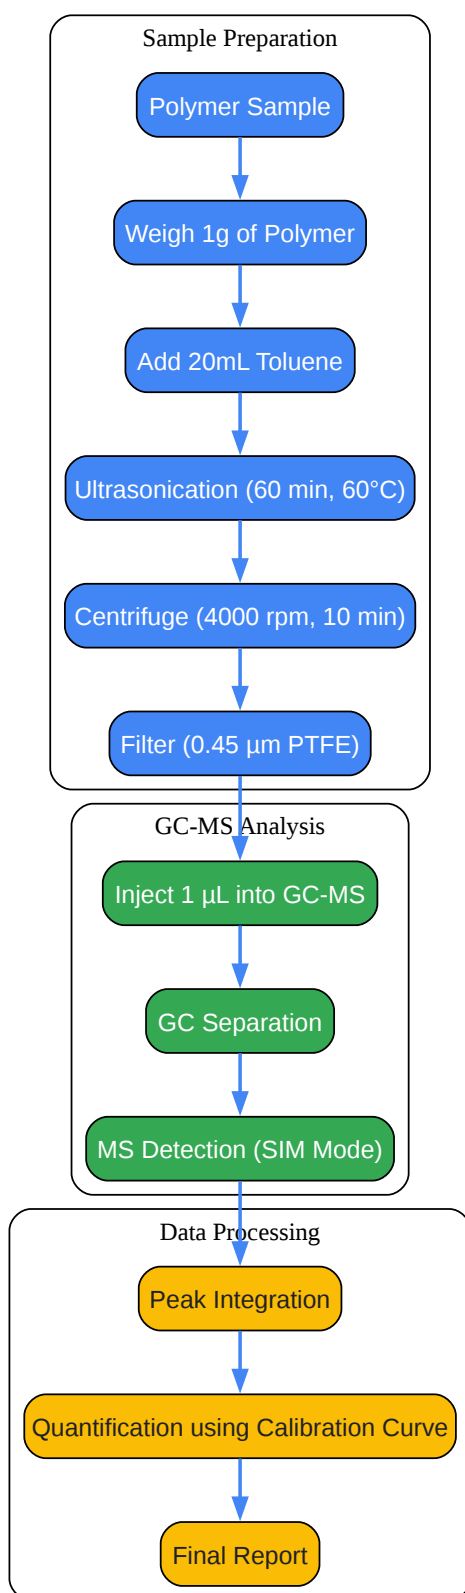 Sample Preparation
Polymer Sample
Weigh 1g of Polymer
Add 20mL Toluene
Ultrasonication (60 min, 60°C)
Centrifuge (4000 rpm, 10 min)
Filter (0.45 µm PTFE)
GC-MS Analysis
Inject 1 µL into GC-MS
GC Separation
MS Detection (SIM Mode)
Data Processing
Peak Integration
Quantification using Calibration Curve
Final Report